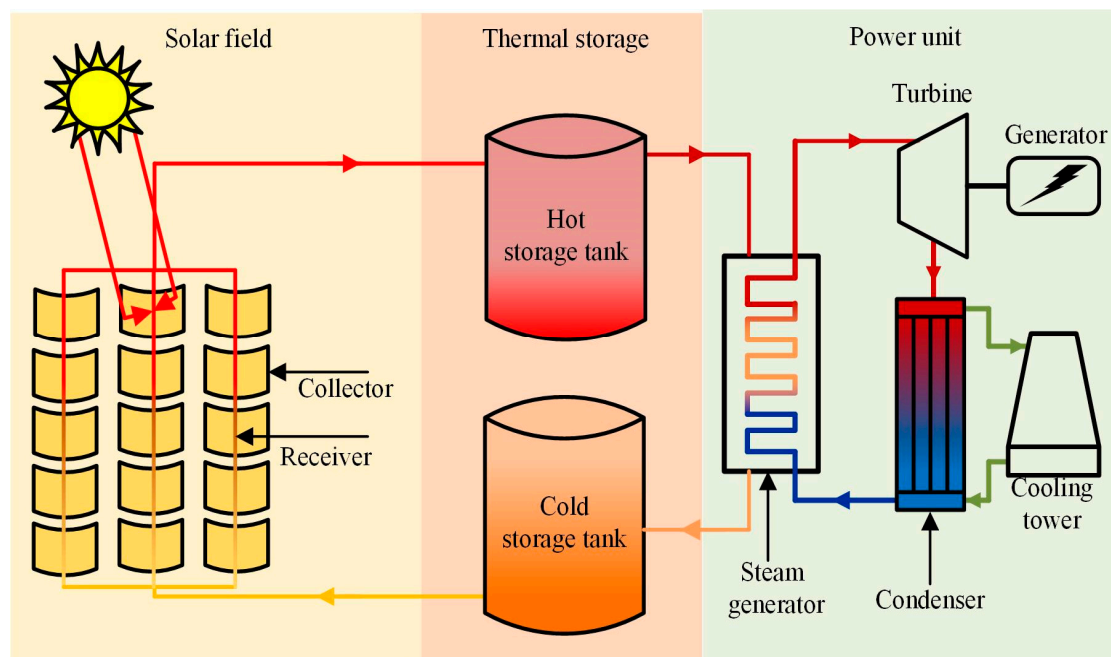 Solar field
Thermal storage
Power unit
Turbine
Generator
Hot
storage tank
Collector
Receiver
Cold
storage tank
Cooling
tower
Steam
generator
Condenser